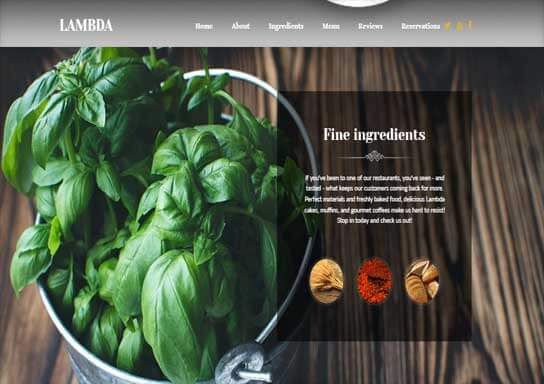 LAMBDA
Home About Ingredients Menu Reviews Reservations
Fine ingredients
If you've been to one of our restaurants, you've seen - and
tasted - what keeps our customers coming back for more.
Perfect materials and freshly baked food, delicious Lambda
cakes, muffins, and gourmet coffees make us hard to resist!
Stop in today and check us out!